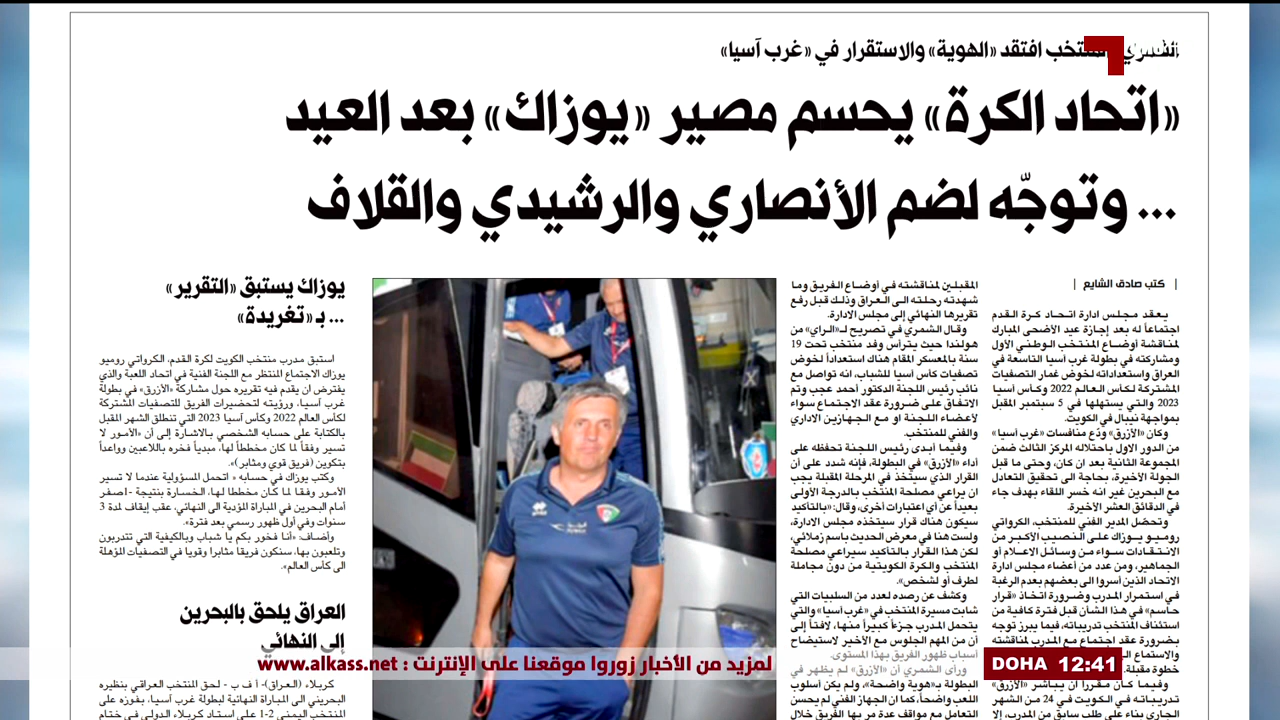 الشمري: المنتخب افتقد «الهوية» والاستقرار في «غرب آسيا»
«اتحاد الكرة» يحسم مصير «يوزاك» بعد العيد
... وتوجّه لضم الأنصاري والرشيدي والقلاف
| كتب صادق الشايع |
يعقد مجلس ادارة اتحاد كرة القدم
اجتماعاً له بعد إجازة عيد الأضحى المبارك
لمناقشة أوضاع المنتخب الوطني الأول
ومشاركته في بطولة غرب آسيا التاسعة في
العراق واستعداداته لخوض غمار التصفيات
المشتركة لكأس العالم 2022 وكأس آسيا
2023 والتي يستهلها في 5 سبتمبر المقبل
بمواجهة نيبال في الكويت.
وكان «الأزرق» ودّع منافسات «غرب آسيا»
من الدور الاول باحتلاله المركز الثالث ضمن
المجموعة الثانية بعد ان كان، وحتى ما قبل
الجولة الأخيرة، بحاجة الى تحقيق التعادل
مع البحرين غير انه خسر اللقاء بهدف جاء
في الدقائق العشر الأخيرة.
وتحصل المدير الفني للمنتخب، الكرواتي
روميو يوزاك على النصيب الأكبر من
الانتقادات سواء من وسائل الاعلام أو
الجماهير، ومن عدد من أعضاء مجلس ادارة
الاتحاد الذين أسروا الى بعضهم بعدم الرغبة
في استمرار المدرب وضرورة اتخاذ «قرار
حاسم» في هذا الشأن قبل فترة كافية من
استئناف المنتخب تدريباته، فيما يبرز توجه
بضرورة عقد اجتماع مع المدرب لمناقشته
والاستماع
خطوة مقبلة.
وفيما كان مقرراً أن يباشر «الأزرق»
تدريباته في الكويت في 24 من الشهر
الجاري بناء على طلب سابق من المدرب، إلا
المقبلين لمناقشته في أوضاع الفريق وما
شهدته رحلته الى العراق وذلك قبل رفع
تقريرها النهائي إلى مجلس الادارة.
وقال الشمري في تصريح لـ«الراي» من
هولندا حيث يترأس وفد منتخب تحت 19
سنة بالمعسكر المقام هناك استعداداً لخوض
تصفيات كأس آسيا للشباب، انه تواصل مع
نائب رئيس اللجنة الدكتور أحمد عجب وتم
الاتفاق على ضرورة عقد الإجتماع سواء
لأعضاء اللجنة او مع الجهازين الاداري
والفني للمنتخب.
وفيما أبدى رئيس اللجنة تحفظه على
أداء «الأزرق» في البطولة، فإنه شدد على أن
القرار الذي سيتخذ في المرحلة المقبلة يجب
ان يراعي مصلحة المنتخب بالدرجة الأولى
بعيداً عن أي اعتبارات أخرى، وقال: «بالتأكيد
سيكون هناك قرار سيتخذه مجلس الادارة،
ولست هنا في معرض الحديث باسم زملائي،
لكن هذا القرار بالتأكيد سيراعي مصلحة
المنتخب والكرة الكويتية من دون مجاملة
لطرف أو لشخص».
وكشف عن رصده لعدد من السلبيات التي
شابت مسيرة المنتخب في «غرب آسيا» والتي
يتحمل المدرب جزءاً كبيراً منها، لافتاً إلى
أن من المهم الجلوس مع الأخير لاستيضاح
أسباب ظهور الفريق بهذا المستوى.
ورأى الشمري أن «الأزرق» لم يظهر في
البطولة بـ«هوية واضحة»، ولم يكن أسلوب
اللعب واضحاً، كما أن الجهاز الفني لم يحسن
التعامل مع مواقف عدة مر بها الفريق خلال
يوزاك يستبق «التقرير»
... بـ«تغريدة»
استبق مدرب منتخب الكويت لكرة القدم، الكرواتي روميو
يوزاك الاجتماع المنتظر مع اللجنة الفنية في اتحاد اللعبة والذي
يفترض ان يقدم فيه تقريره حول مشاركة «الأزرق» في بطولة
غرب آسيا، ورؤيته لتحضيرات الفريق للتصفيات المشتركة
لكأس العالم 2022 وكأس آسيا 2023 التي تنطلق الشهر المقبل
بالكتابة على حسابه الشخصي بالاشارة إلى أن «الأمور لا
تسير وفقاً لما كان مخططاً لها، مبدياً فخره باللاعبين وواعداً
بتكوين (فريق قوي ومثابر)».
وكتب يوزاك في حسابه « اتحمل المسؤولية عندما لا تسير
الأمور وفقا لما كان مخططا لها، الخسارة بنتيجة 1-صفر
أمام البحرين في المباراة المؤدية الى النهائي، عقب إيقاف لمدة 3
سنوات وفي أول ظهور رسمي بعد فترة».
وأضاف: «أنا فخور بكم يا شباب وبالكيفية التي تتدربون
وتلعبون بها، سنكون فريقا مثابرا وقويا في التصفيات المؤهلة
الى كأس العالم».
العراق يلحق بالبحرين
إلى النهائي
كربلاء (العراق)- أ ف ب - لحق المنتخب العراقي بنظيره
البحريني الى المباراة النهائية لبطولة غرب آسيا، بفوزه على
المنتخب اليمني 2-1 على استاد كربلاء الدولي في ختام
لمزيد من الأخبار زوروا موقعنا على الإنترنت : www.alkass.net
DOHA 12:41